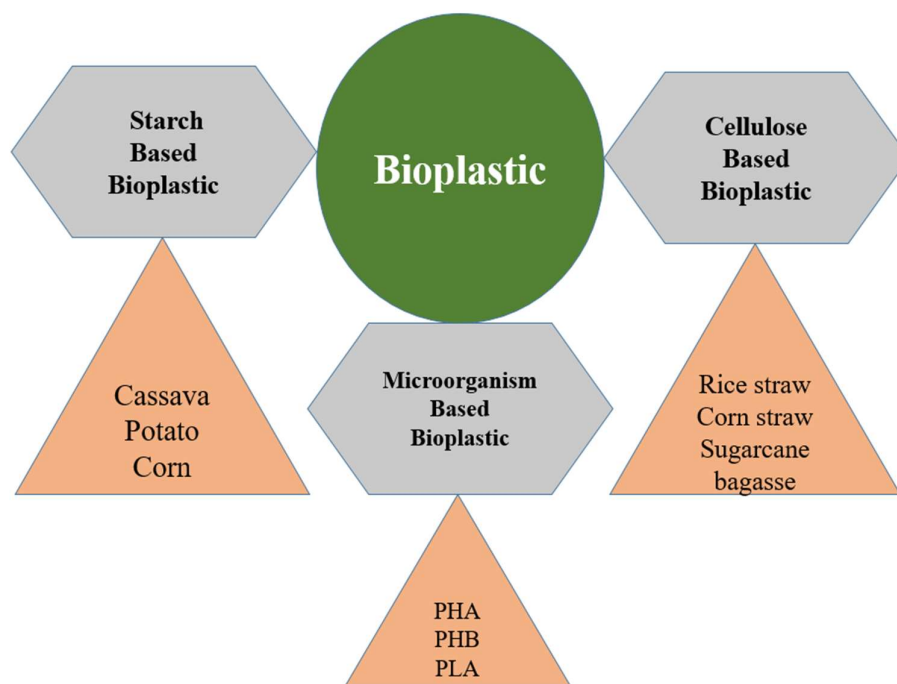 Bioplastic
Starch
Based
Bioplastic
Cassava
Potato
Corn
Microorganism
Based
Bioplastic
PHA
PHB
PLA
Cellulose
Based
Bioplastic
Rice straw
Corn straw
Sugarcane
bagasse